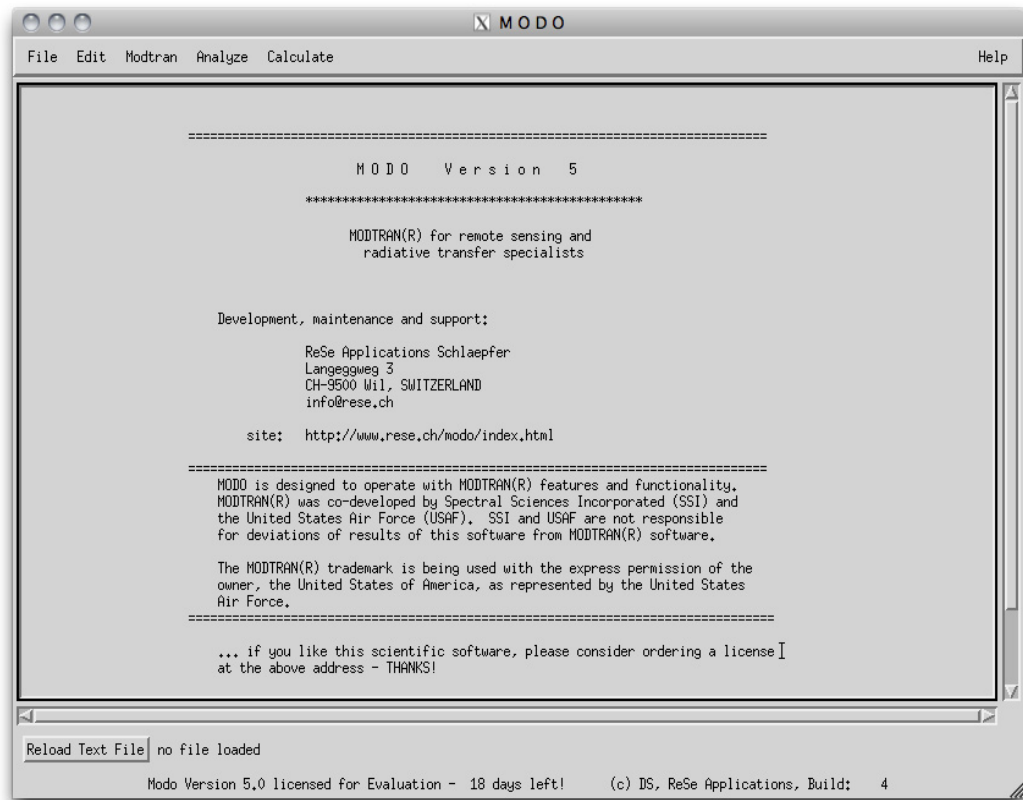 X MODO
File Edit Modtran Analyze Calculate Help
==============================================================================
M O D O   V e r s i o n   5
**********************************************
MODTRAN(R) for remote sensing and
radiative transfer specialists
Development, maintenance and support:
ReSe Applications Schlaepfer
Langeggweg 3
CH-9500 Wil, SWITZERLAND
info@rese.ch
site: http://www.rese.ch/modo/index.html
==============================================================================
MODO is designed to operate with MODTRAN(R) features and functionality.
MODTRAN(R) was co-developed by Spectral Sciences Incorporated (SSI) and
the United States Air Force (USAF). SSI and USAF are not responsible
for deviations of results of this software from MODTRAN(R) software.
The MODTRAN(R) trademark is being used with the express permission of the
owner, the United States of America, as represented by the United States
Air Force.
===============================================================================
... if you like this scientific software, please consider ordering a license
at the above address - THANKS!
Reload Text File no file loaded
Modo Version 5.0 licensed for Evaluation - 18 days left! (c) DS, ReSe Applications, Build: 4